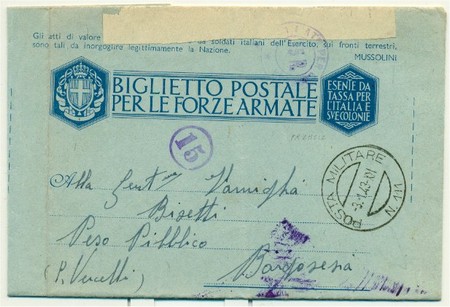 Gli atti di valore
soldati italiani dell'Esercito, sui fronti terrestri,
sono tali da inorgoglire legittimamente la Nazione.
MUSSOLINI
BIGLIETTO POSTALE
PER LE FORZE ARMATE
ESENTE DA
TASSA PER
L'ITALIA E
SVE COLONIE
15
POSTA MILITARE
N. 141
Alla Gent. Famiglia
Bisetti
Peso Pubblico
(P. Vercelli)
Borgosesia